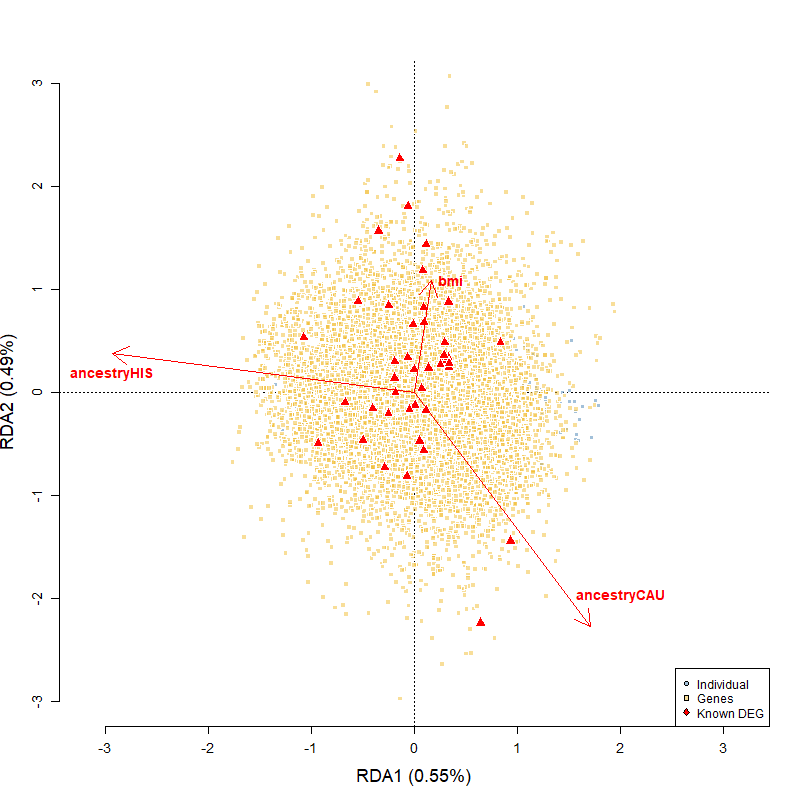 3
2
1
0
-1
-2
-3
RDA2 (0.49%)
bmi
ancestryHIS
ancestryCAU
Individual
Genes
Known DEG
-3
-2
-1
0
1
2
3
RDA1 (0.55%)